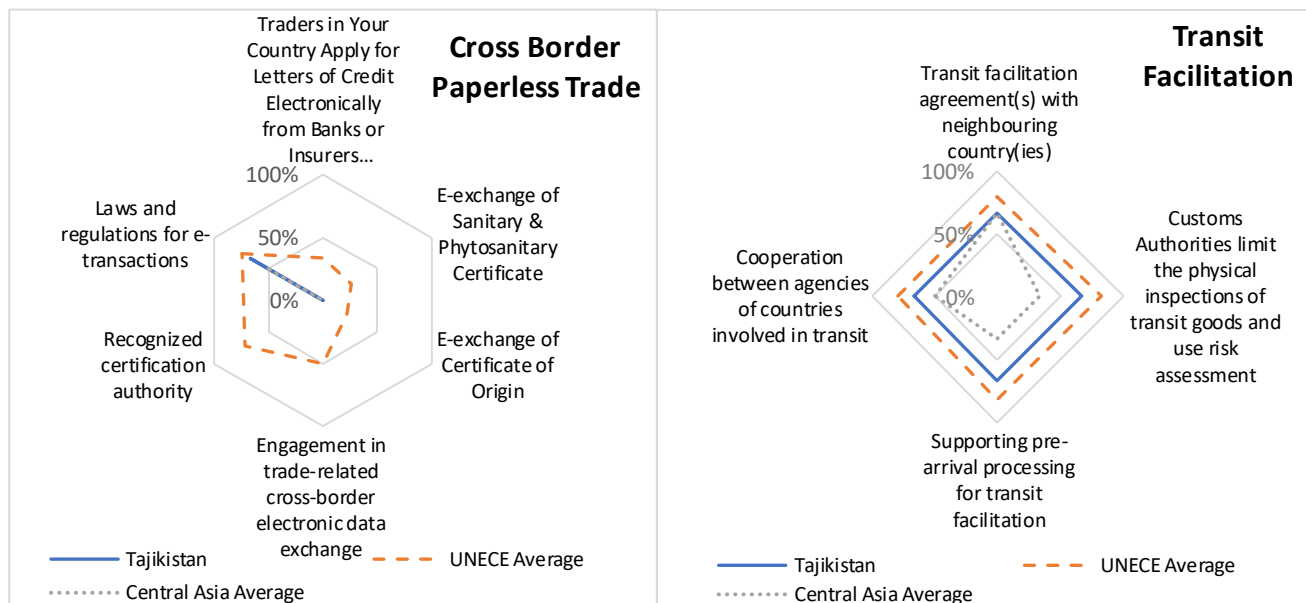 Cross Border
Paperless Trade
Traders in Your
Country Apply for
Letters of Credit
Electronically
from Banks or
Insurers...
100%
50%
0%
E-exchange of
Sanitary &
Phytosanitary
Certificate
E-exchange of
Certificate of
Origin
Engagement in
trade-related
cross-border
electronic data
exchange
Recognized
certification
authority
Laws and
regulations for e-
transactions
Tajikistan
UNECE Average
Central Asia Average
Transit
Facilitation
Transit facilitation
agreement(s) with
neighbouring
country(ies)
100%
50%
0%
Customs
Authorities limit
the physical
inspections of
transit goods and
use risk
assessment
Supporting pre-
arrival processing
for transit
facilitation
Cooperation
between agencies
of countries
involved in transit
Tajikistan
UNECE Average
Central Asia Average